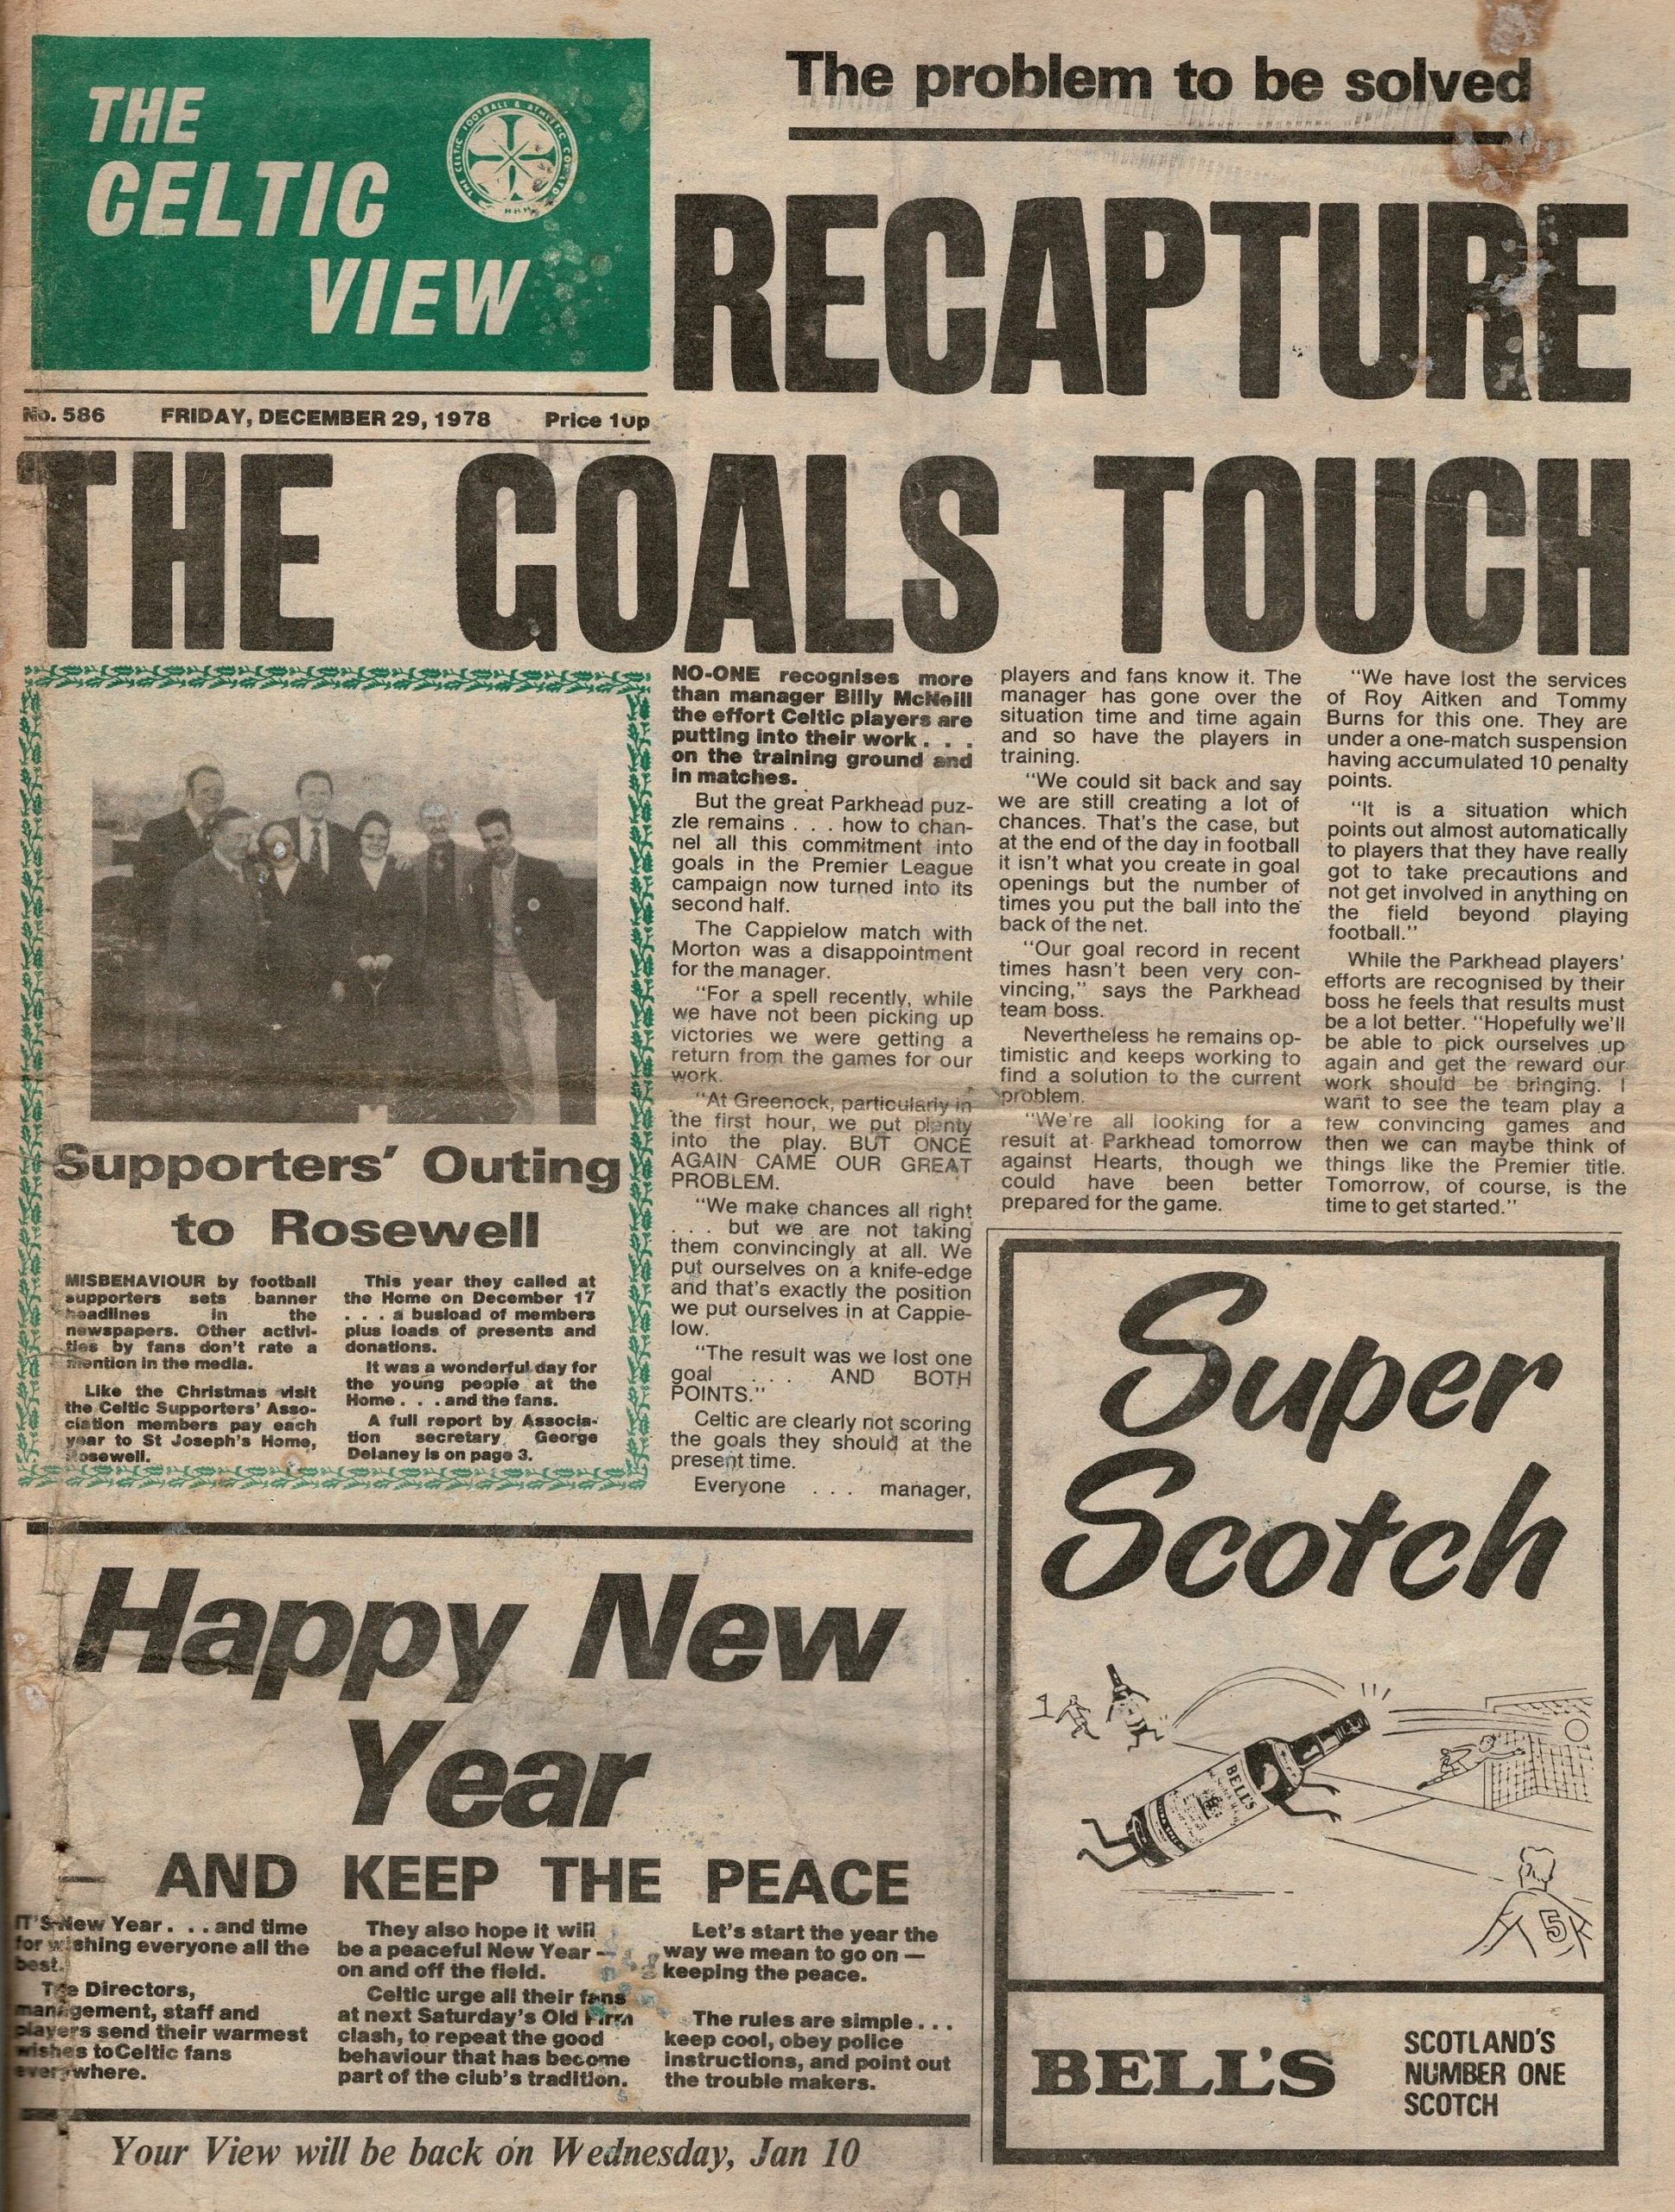 THE
CELTIC
VIEW
THE CELTIC FOOTBALL & ATHLETIC COY. LTD.
No. 586 FRIDAY, DECEMBER 29, 1978 Price 10p
The problem to be solved
RECAPTURE
THE GOALS TOUCH
Supporters' Outing
to Rosewell
MISBEHAVIOUR by football
supporters sets banner
headlines in the
newspapers. Other activi-
ties by fans don't rate a
mention in the media.
Like the Christmas visit
the Celtic Supporters' Asso-
ciation members pay each
year to St Joseph's Home,
Rosewell.
This year they called at
the Home on December 17
. . . a busload of members
plus loads of presents and
donations.
It was a wonderful day for
the young people at the
Home . . . and the fans.
A full report by Associa-
tion secretary George
Delaney is on page 3.
NO-ONE recognises more
than manager Billy McNeill
the effort Celtic players are
putting into their work . . .
on the training ground and
in matches.
But the great Parkhead puz-
zle remains . . . how to chan-
nel all this commitment into
goals in the Premier League
campaign now turned into its
second half.
The Cappielow match with
Morton was a disappointment
for the manager.
"For a spell recently, while
we have not been picking up
victories we were getting a
return from the games for our
work.
"At Greenock, particularly in
the first hour, we put plenty
into the play. BUT ONCE
AGAIN CAME OUR GREAT
PROBLEM.
"We make chances all right
. . . but we are not taking
them convincingly at all. We
put ourselves on a knife-edge
and that's exactly the position
we put ourselves in at Cappie-
low.
"The result was we lost one
goal . . . AND BOTH
POINTS."
Celtic are clearly not scoring
the goals they should at the
present time.
Everyone . . . manager,
players and fans know it. The
manager has gone over the
situation time and time again
and so have the players in
training.
"We could sit back and say
we are still creating a lot of
chances. That's the case, but
at the end of the day in football
it isn't what you create in goal
openings but the number of
times you put the ball into the
back of the net.
"Our goal record in recent
times hasn't been very con-
vincing," says the Parkhead
team boss.
Nevertheless he remains op-
timistic and keeps working to
find a solution to the current
problem.
"We're all looking for a
result at Parkhead tomorrow
against Hearts, though we
could have been better
prepared for the game.
"We have lost the services
of Roy Aitken and Tommy
Burns for this one. They are
under a one-match suspension
having accumulated 10 penalty
points.
"It is a situation which
points out almost automatically
to players that they have really
got to take precautions and
not get involved in anything on
the field beyond playing
football."
While the Parkhead players'
efforts are recognised by their
boss he feels that results must
be a lot better. "Hopefully we'll
be able to pick ourselves up
again and get the reward our
work should be bringing. I
want to see the team play a
few convincing games and
then we can maybe think of
things like the Premier title.
Tomorrow, of course, is the
time to get started."
Happy New
Year
— AND KEEP THE PEACE
IT'S New Year . . . and time
for wishing everyone all the
best.
The Directors,
management, staff and
players send their warmest
wishes to Celtic fans
everywhere.
They also hope it will
be a peaceful New Year —
on and off the field.
Celtic urge all their fans
at next Saturday's Old Firm
clash, to repeat the good
behaviour that has become
part of the club's tradition.
Let's start the year the
way we mean to go on —
keeping the peace.
The rules are simple . . .
keep cool, obey police
instructions, and point out
the trouble makers.
Your View will be back on Wednesday, Jan 10
Super
Scotch
BELL'S
5
BELL'S
SCOTLAND'S
NUMBER ONE
SCOTCH